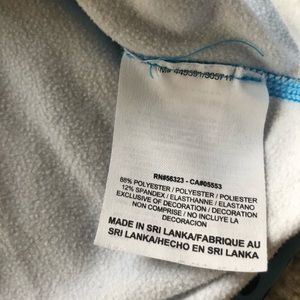 RN#56323 - CA#05553
88% POLYESTER / POLYESTER / POLIESTER
12% SPANDEX / ELASTHANNE / ELASTANO
EXCLUSIVE OF DECORATION / DECORATION
NON COMPRISE / NO INCLUYE LA
DECORACION
MADE IN SRI LANKA/FABRIQUE AU
SRI LANKA/HECHO EN SRI LANKA